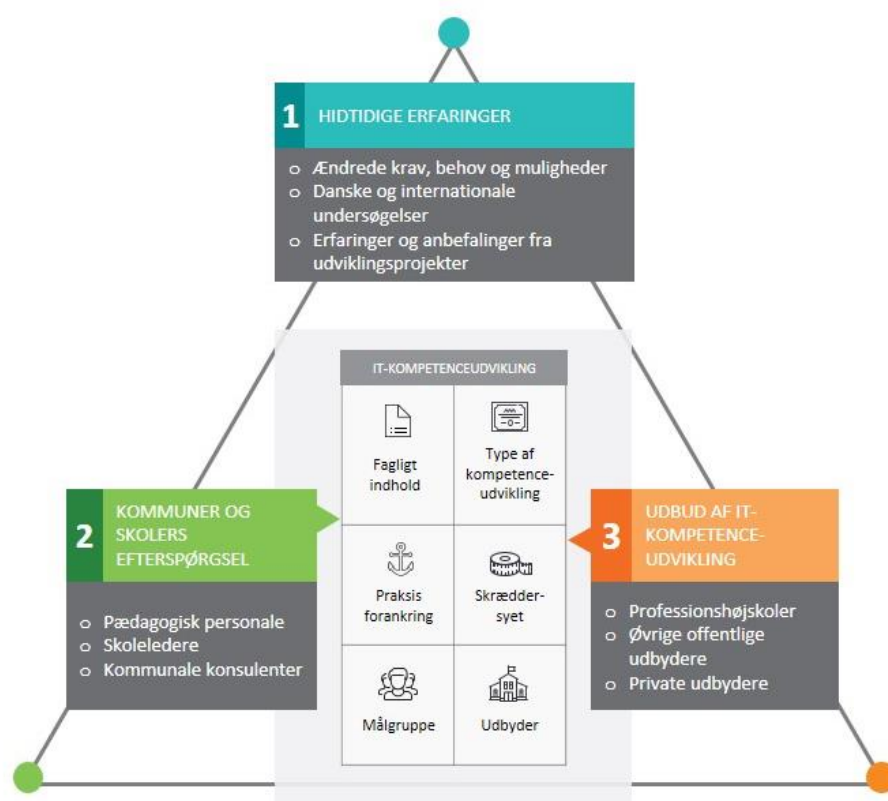 1 HIDTIDIGE ERFARINGER
o Ændrede krav, behov og muligheder
o Danske og internationale
undersøgelser
o Erfaringer og anbefalinger fra
udviklingsprojekter
IT-KOMPETENCEUDVIKLING
Fagligt
indhold
Type af
kompetence-
udvikling
Praksis
forankring
Skrædder-
syet
Målgruppe
Udbyder
2
KOMMUNER OG
SKOLERS
EFTERSPØRGSEL
o Pædagogisk personale
o Skoleledere
o Kommunale konsulenter
3
UDBUD AF IT-
KOMPETENCE-
UDVIKLING
o Professionshøjskoler
o Øvrige offentlige
udbydere
o Private udbydere